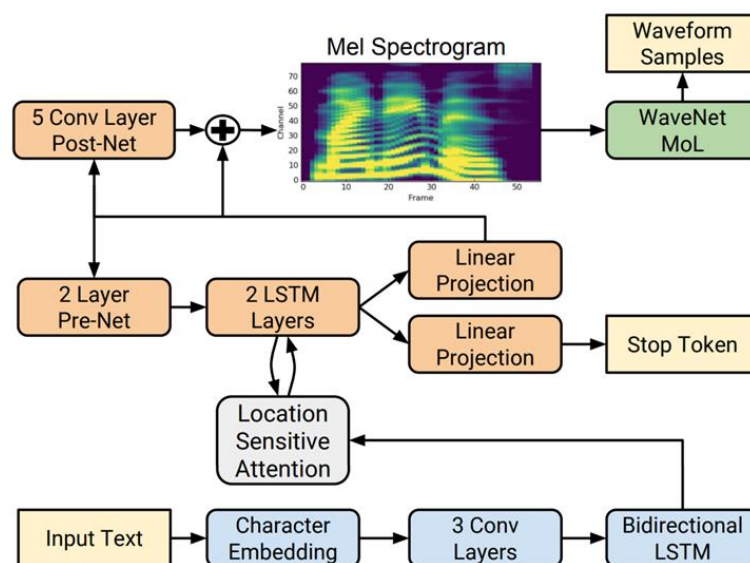 Mel Spectrogram
Waveform
Samples
5 Conv Layer
Post-Net
Channel
70
60
50
40
30
20
10
0
0 10 20 30 40 50
Frame
WaveNet
MoL
2 Layer
Pre-Net
2 LSTM
Layers
Linear
Projection
Linear
Projection
Stop Token
Location
Sensitive
Attention
Input Text
Character
Embedding
3 Conv
Layers
Bidirectional
LSTM